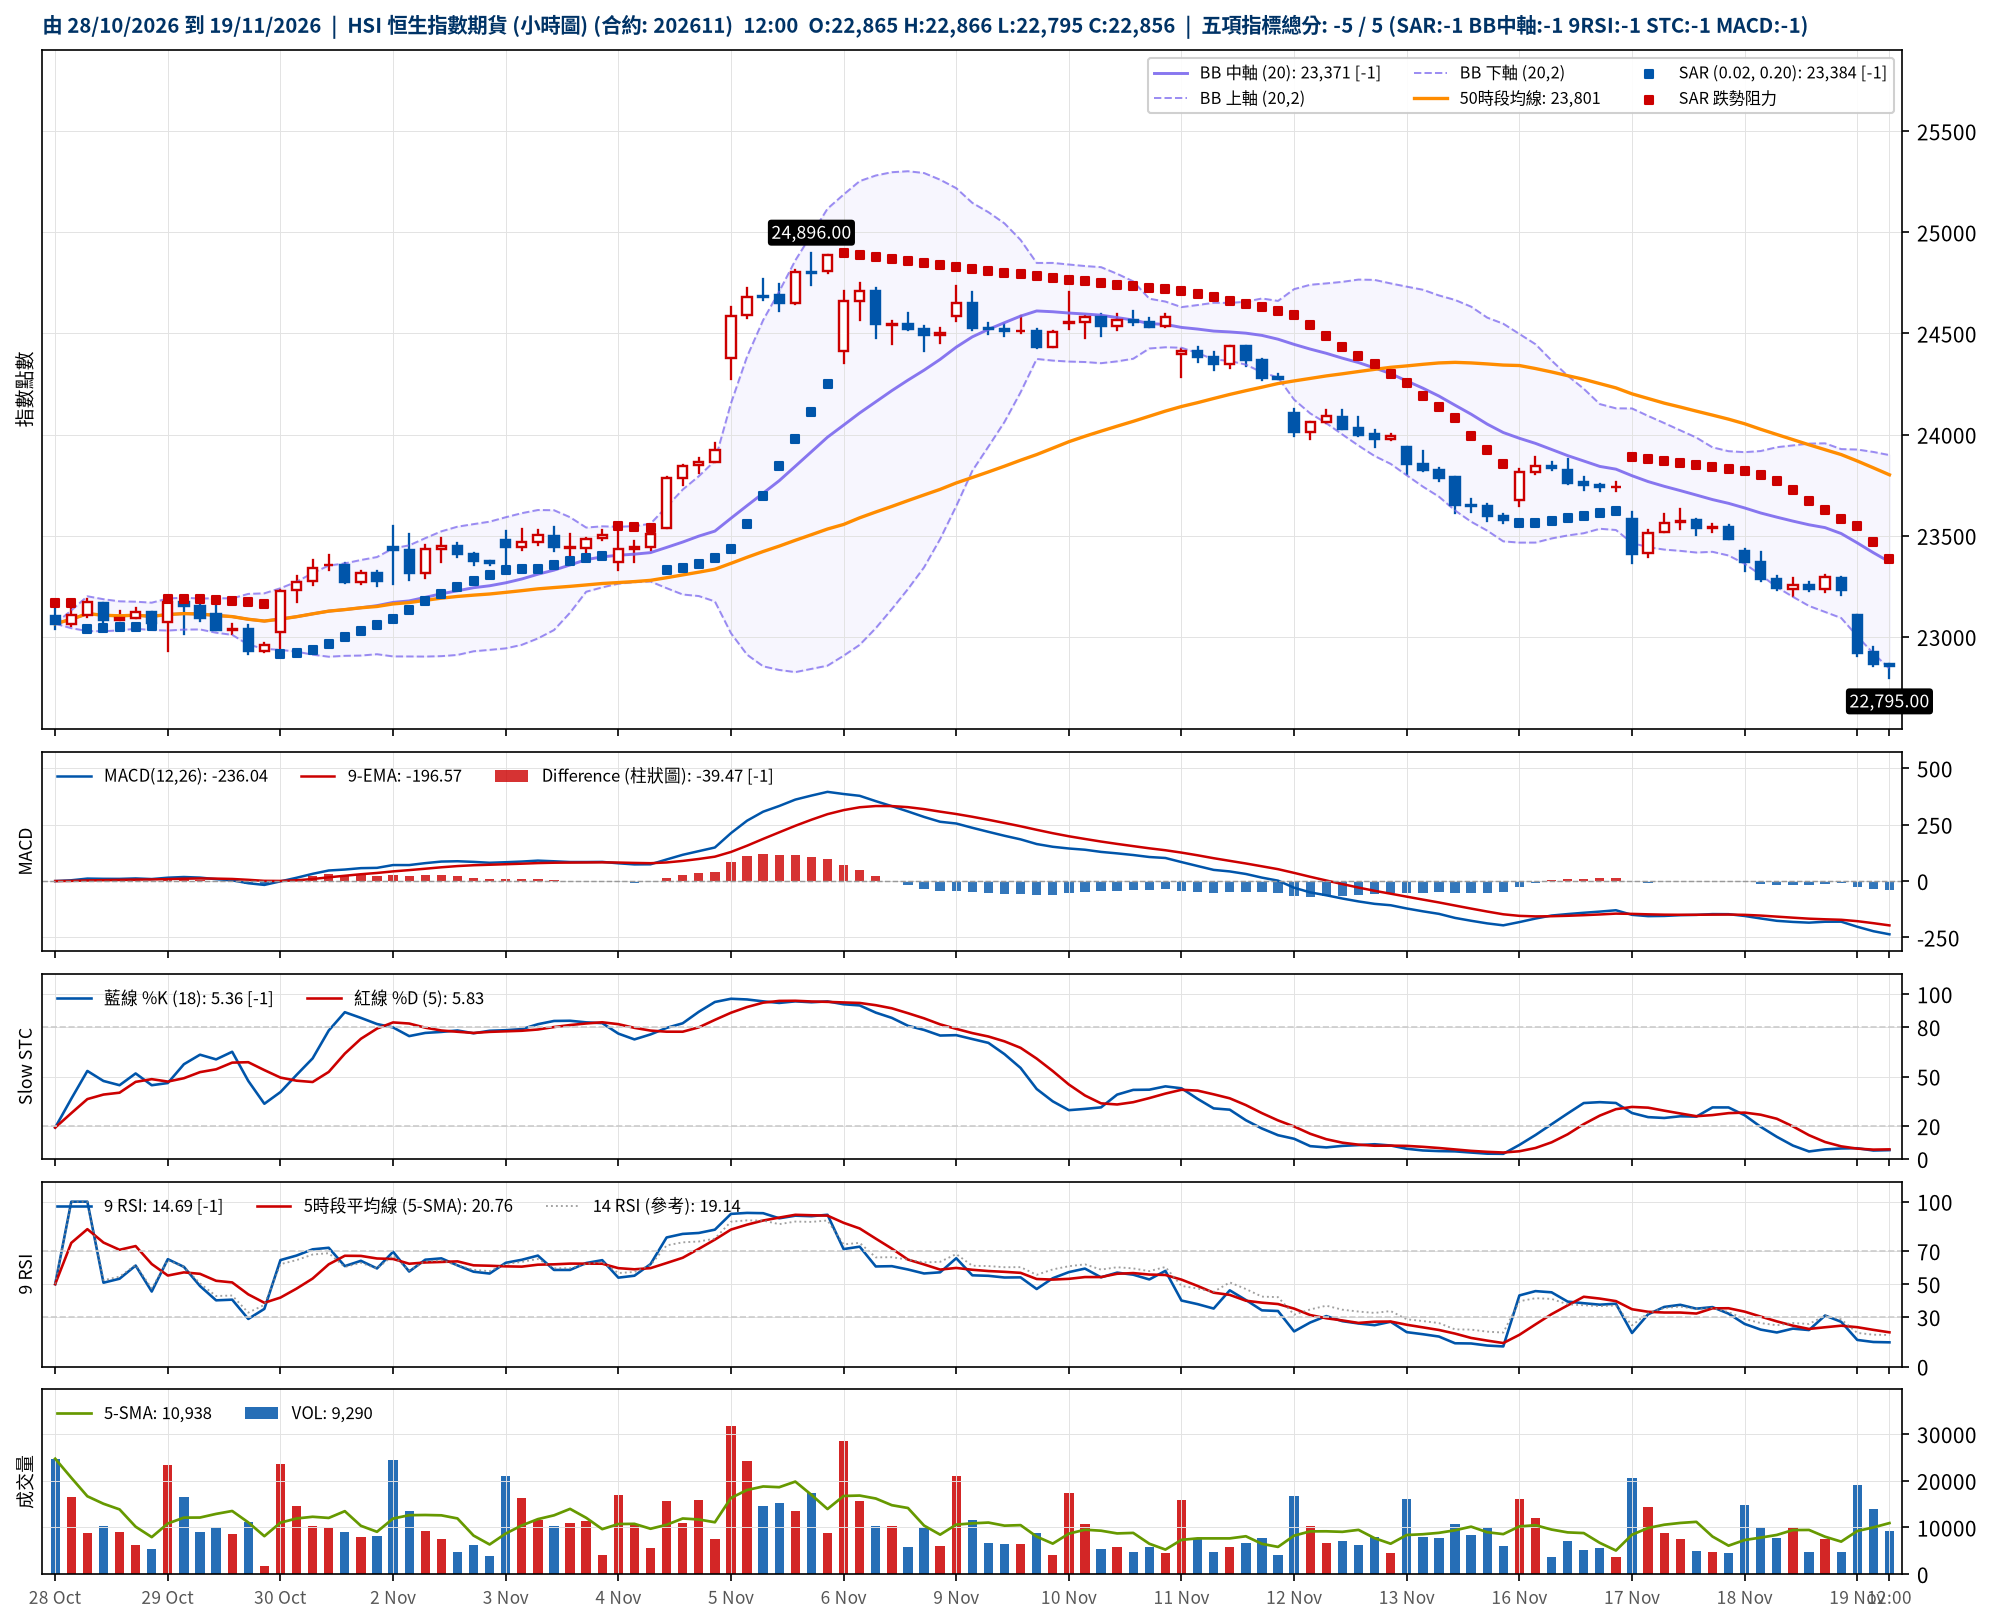 由 28/10/2026 到 19/11/2026 | HSI 恒生指數期貨 (小時圖) (合約: 202611) 12:00 O:22,865 H:22,866 L:22,795 C:22,856 | 五項指標總分: -5 / 5 (SAR:-1 BB中軸:-1 9RSI:-1 STC:-1 MACD:-1)
BB 中軸 (20): 23,371 [-1]
BB 下軸 (20,2)
SAR (0.02, 0.20): 23,384 [-1]
BB 上軸 (20,2)
50時段均線: 23,801
SAR 跌勢阻力
25500
25000
24500
24000
23500
23000
指數點數
24,896.00
22,795.00
MACD(12,26): -236.04
9-EMA: -196.57
Difference (柱狀圖): -39.47 [-1]
500
250
0
-250
MACD
藍線 %K (18): 5.36 [-1]
紅線 %D (5): 5.83
100
80
50
20
0
Slow STC
9 RSI: 14.69 [-1]
5時段平均線 (5-SMA): 20.76
14 RSI (參考): 19.14
100
70
50
30
0
9 RSI
5-SMA: 10,938
VOL: 9,290
30000
20000
10000
0
成交量
28 Oct
29 Oct
30 Oct
2 Nov
3 Nov
4 Nov
5 Nov
6 Nov
9 Nov
10 Nov
11 Nov
12 Nov
13 Nov
16 Nov
17 Nov
18 Nov
19 Nov
12:00